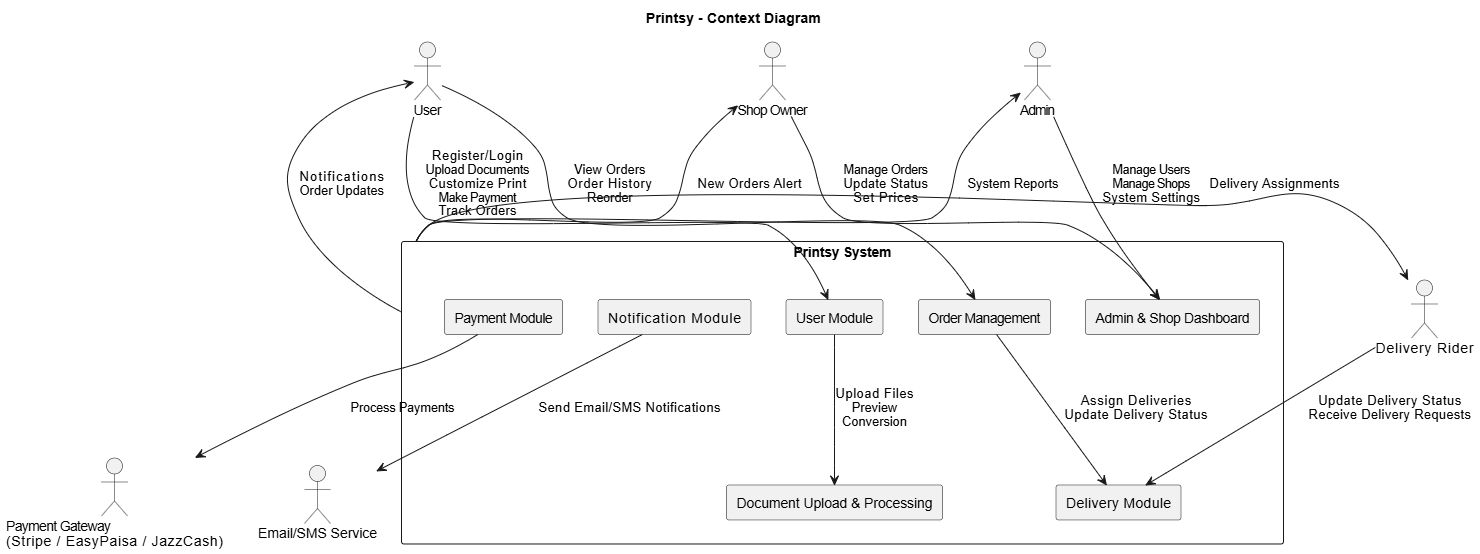 Printsy - Context Diagram
User
Shop Owner
Admin
Notifications
Order Updates
Register/Login
Upload Documents
Customize Print
Make Payment
Track Orders
View Orders
Order History
Reorder
New Orders Alert
Manage Orders
Update Status
Set Prices
System Reports
Manage Users
Manage Shops
System Settings
Delivery Assignments
Printsy System
Payment Module
Notification Module
User Module
Order Management
Admin & Shop Dashboard
Delivery Rider
Process Payments
Send Email/SMS Notifications
Upload Files
Preview
Conversion
Assign Deliveries
Update Delivery Status
Update Delivery Status
Receive Delivery Requests
Payment Gateway
(Stripe / EasyPaisa / JazzCash)
Email/SMS Service
Document Upload & Processing
Delivery Module